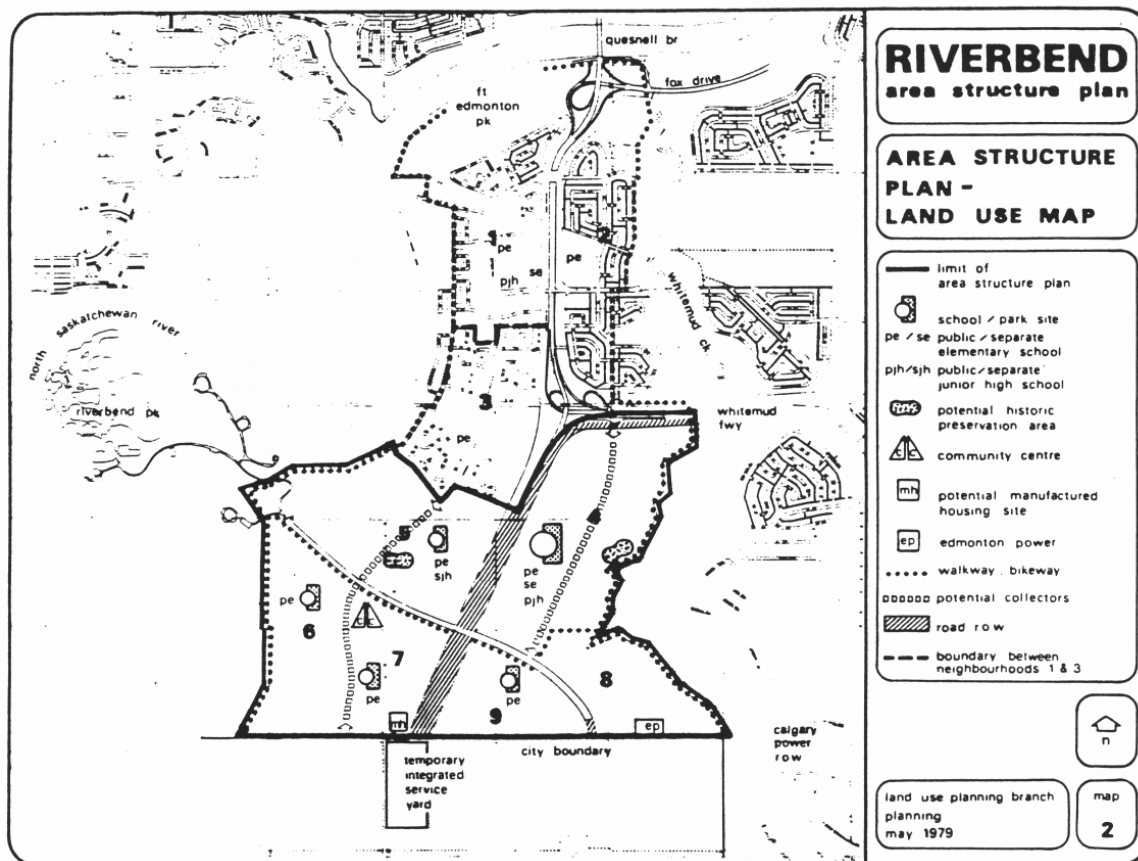 quesnell br
fox drive
ft
edmonton
pk
1
2
pe
pe
se
pjh
whitemud ck
north saskatchewan river
3
riverbend pk
pe
whitemud
fwy
5
pe
sjh
pe
se
pjh
pe
6
c c
7
pe
8
pe
9
mh
ep
city boundary
temporary
integrated
service
yard
calgary
power
row
RIVERBEND
area structure plan
AREA STRUCTURE
PLAN -
LAND USE MAP
limit of
area structure plan
school / park site
pe / se public / separate
elementary school
pjh/sjh public / separate
junior high school
potential historic
preservation area
c c community centre
mh potential manufactured
housing site
ep edmonton power
walkway, bikeway
potential collectors
road row
boundary between
neighbourhoods 1 & 3
n
land use planning branch
planning
may 1979
map
2